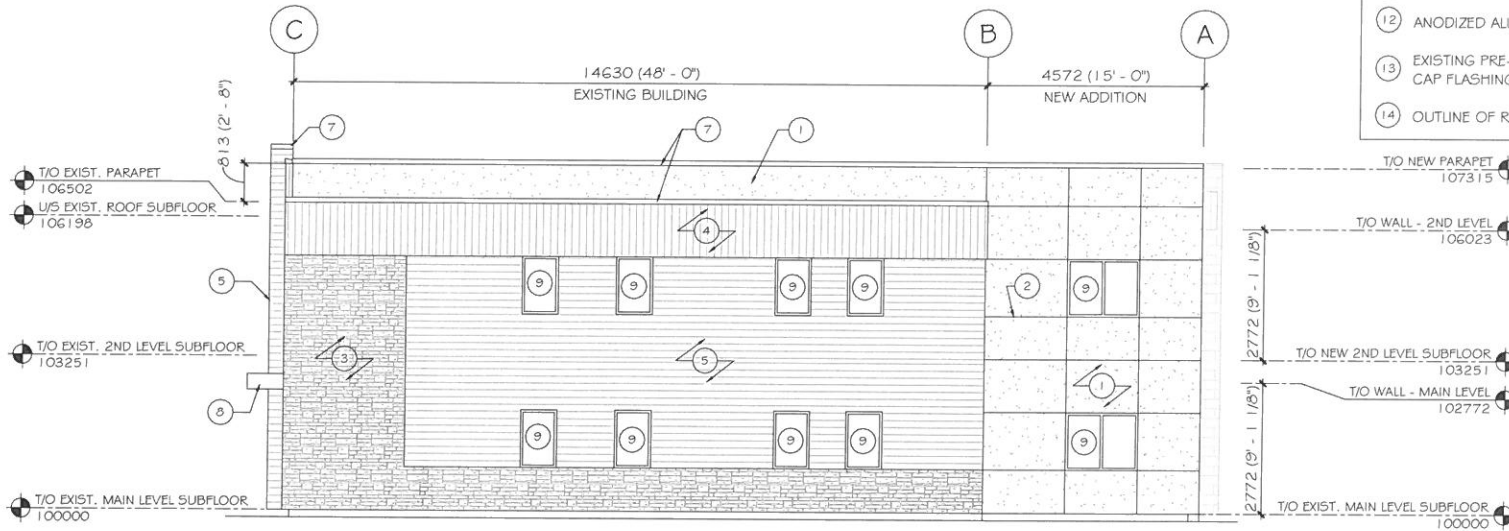 C
B
A
14630 (48' - 0")
EXISTING BUILDING
4572 (15' - 0")
NEW ADDITION
12 ANODIZED
13 EXISTING
CAP FLASHING
14 OUTLINE OF
813 (2' - 8")
7
7
1
T/O EXIST. PARAPET
106502
U/S EXIST. ROOF SUBFLOOR
106198
T/O NEW PARAPET
107315
T/O WALL - 2ND LEVEL
106023
4
5
9
9
9
9
9
2
2772 (9' - 1 1/8")
T/O EXIST. 2ND LEVEL SUBFLOOR
103251
3
5
1
T/O NEW 2ND LEVEL SUBFLOOR
103251
8
T/O WALL - MAIN LEVEL
102772
9
9
9
9
9
2772 (9' - 1 1/8")
T/O EXIST. MAIN LEVEL SUBFLOOR
100000
T/O EXIST. MAIN LEVEL SUBFLOOR
100000